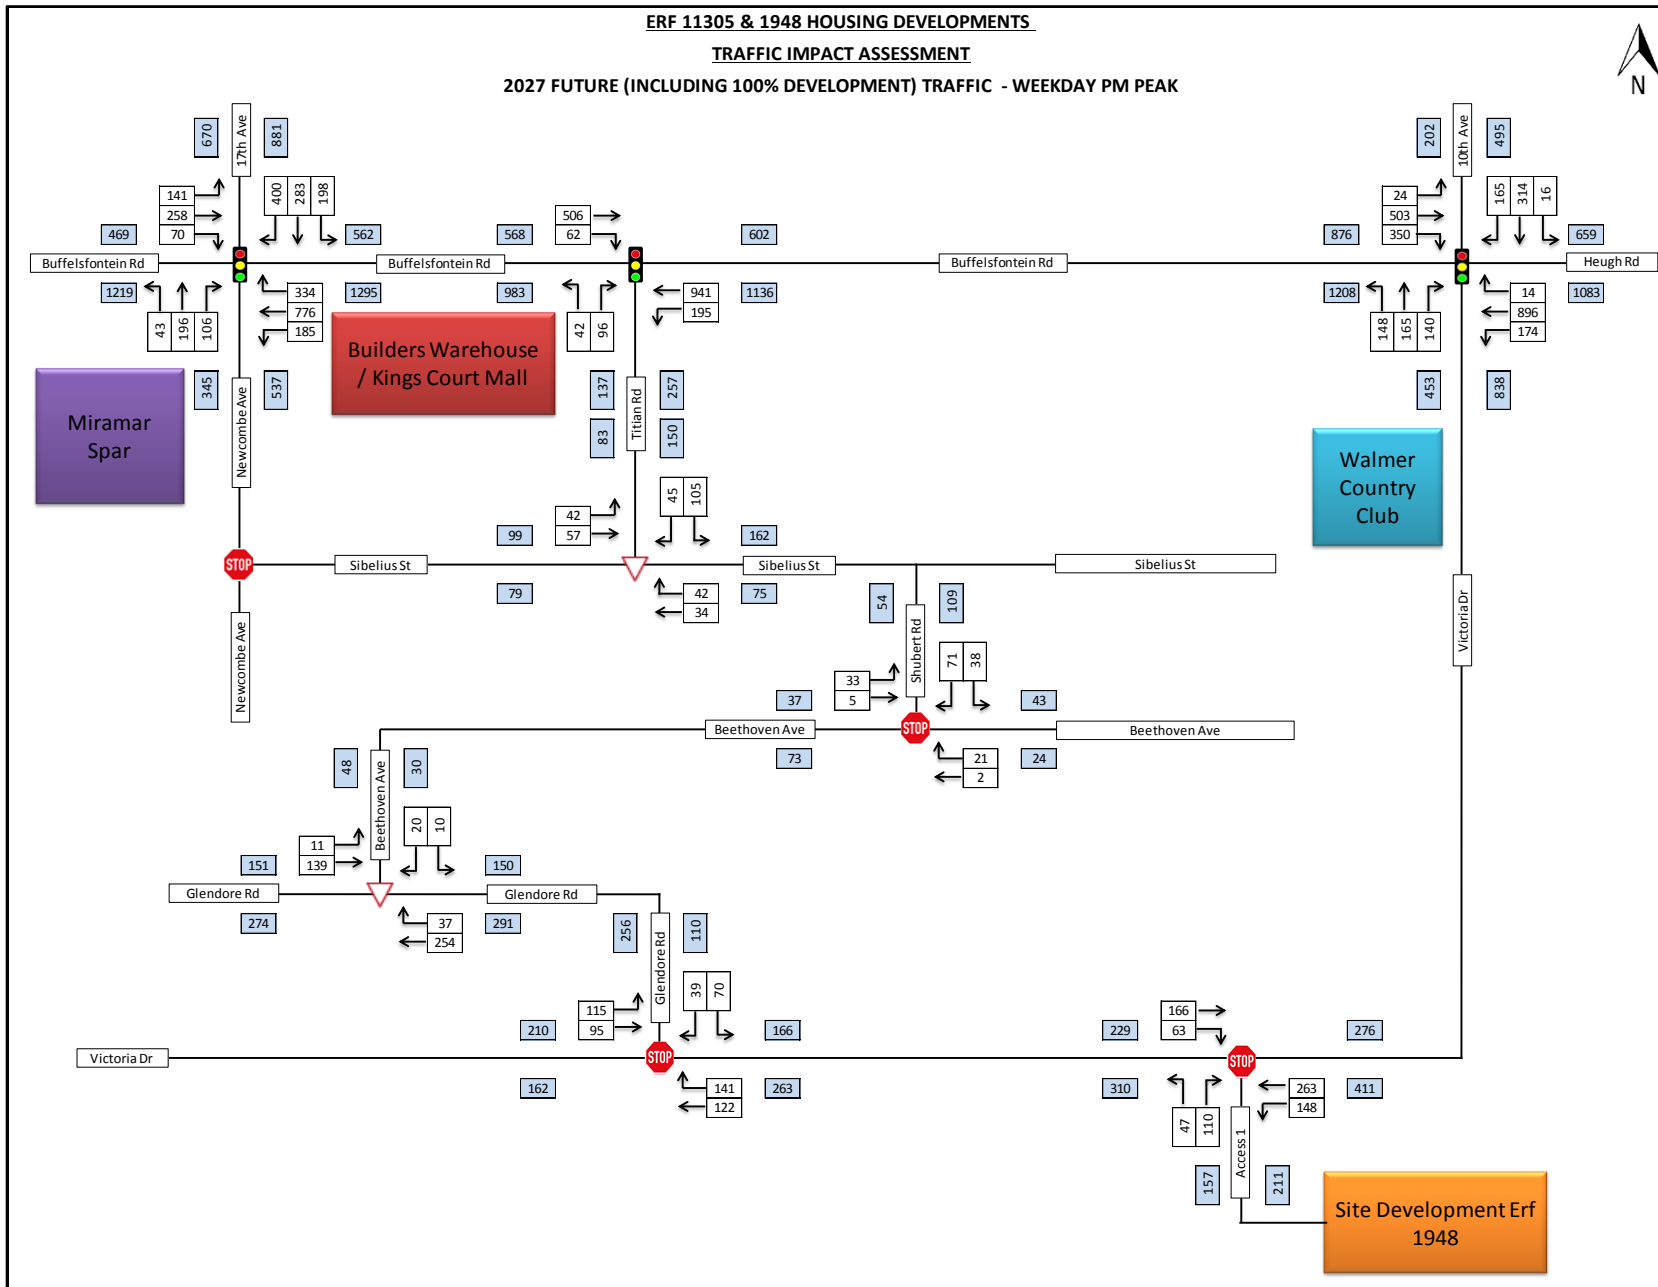 ERF 11305 & 1948 HOUSING DEVELOPMENTS
TRAFFIC IMPACT ASSESSMENT
2027 FUTURE (INCLUDING 100% DEVELOPMENT) TRAFFIC - WEEKDAY PM PEAK
N
670
17th Ave
881
202
10th Ave
495
141
258
70
400
283
198
506
62
24
503
350
165
314
16
469
562
568
602
876
659
Buffelsfontein Rd
Buffelsfontein Rd
Buffelsfontein Rd
Heugh Rd
1219
1295
983
1136
1208
1083
43
196
106
334
776
185
42
96
941
195
148
165
140
14
896
174
Builders Warehouse
/ Kings Court Mall
Miramar
Spar
345
Newcombe Ave
537
137
257
Titian Rd
83
150
453
838
Walmer
Country
Club
42
57
45
105
99
162
STOP
Sibelius St
Sibelius St
Sibelius St
79
75
42
34
Newcombe Ave
54
Shubert Rd
109
Victoria Dr
33
5
71
38
37
43
Beethoven Ave
STOP
Beethoven Ave
73
24
21
2
48
Beethoven Ave
30
11
139
20
10
151
150
Glendore Rd
Glendore Rd
274
291
37
254
256
Glendore Rd
110
115
95
39
70
210
166
166
63
229
276
Victoria Dr
STOP
STOP
162
263
310
411
141
122
47
110
263
148
Access 1
157
211
Site Development Erf
1948